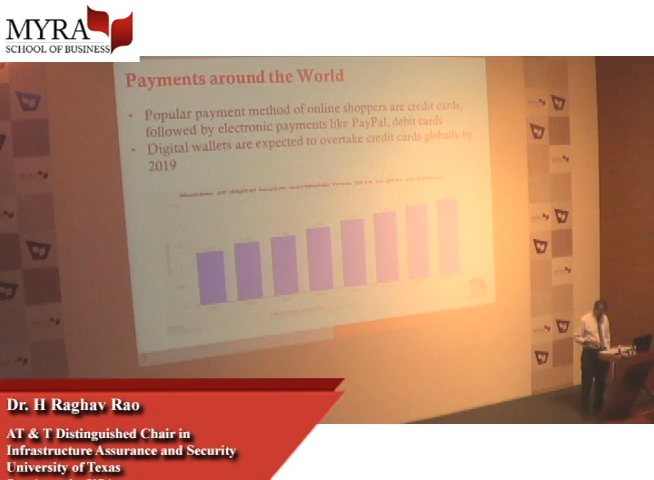 MYRA
SCHOOL OF BUSINESS
Payments around the World
• Popular payment method of online shoppers are credit cards,
followed by electronic payments like PayPal, debit cards
• Digital wallets are expected to overtake credit cards globally by
2019
Dr. H Raghav Rao
AT & T Distinguished Chair in
Infrastructure Assurance and Security
University of Texas